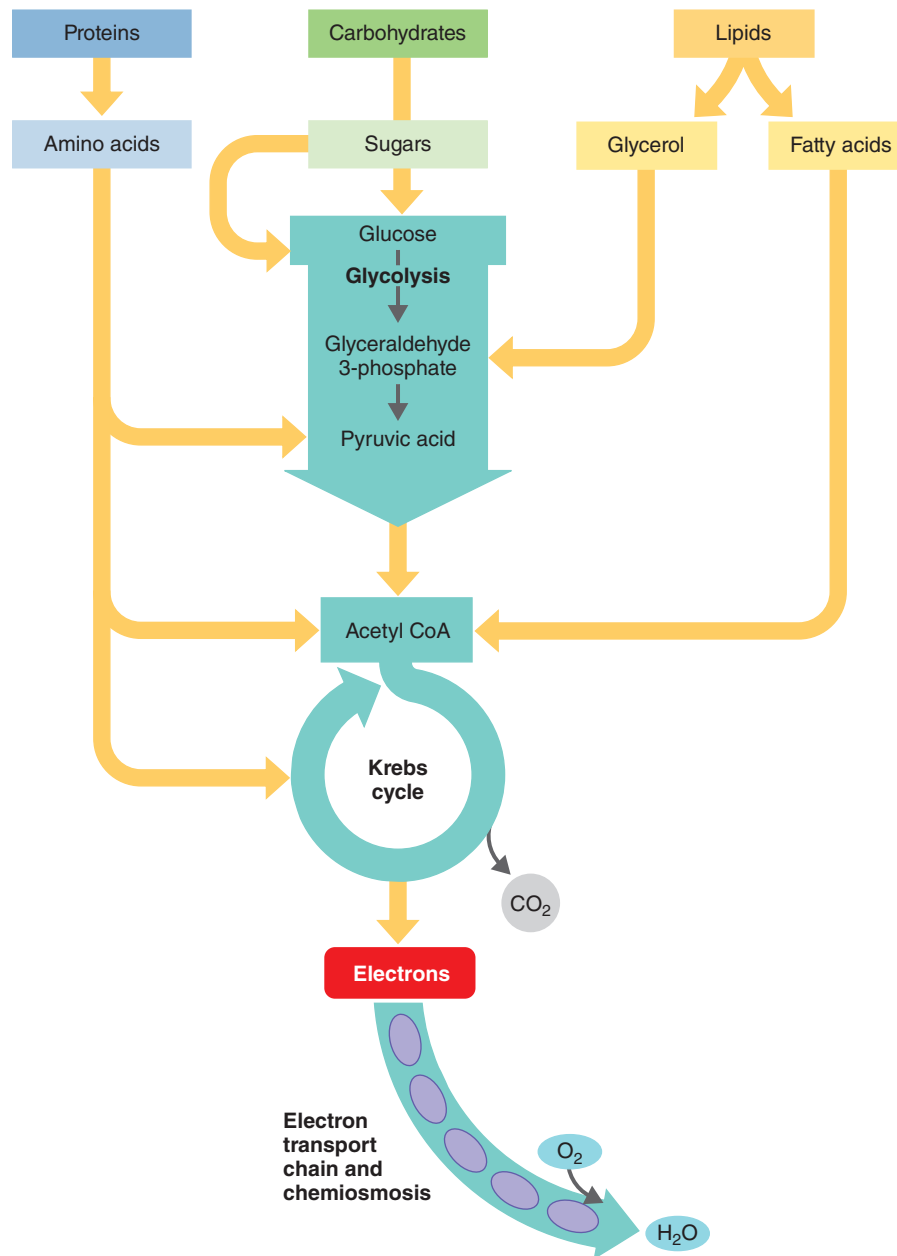 Proteins
Carbohydrates
Lipids
Amino acids
Sugars
Glycerol
Fatty acids
Glucose
Glycolysis
Glyceraldehyde
3-phosphate
Pyruvic acid
Acetyl CoA
Krebs
cycle
CO₂
Electrons
Electron
transport
chain and
chemiosmosis
O₂
H₂O